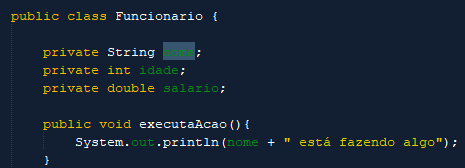 public class Funcionario {
private String nome;
private int idade;
private double salario;
public void executaAcao(){
System.out.println(nome + " está fazendo algo");
}